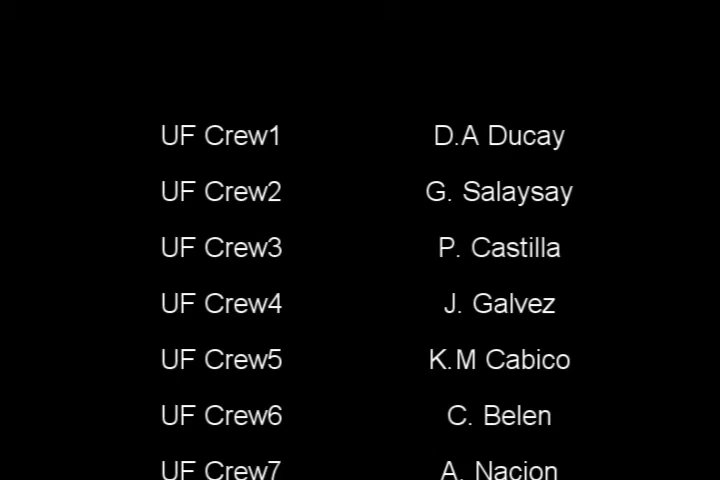 UF Crew1 D.A Ducay
UF Crew2 G. Salaysay
UF Crew3 P. Castilla
UF Crew4 J. Galvez
UF Crew5 K.M Cabico
UF Crew6 C. Belen
UF Crew7 A. Nacion